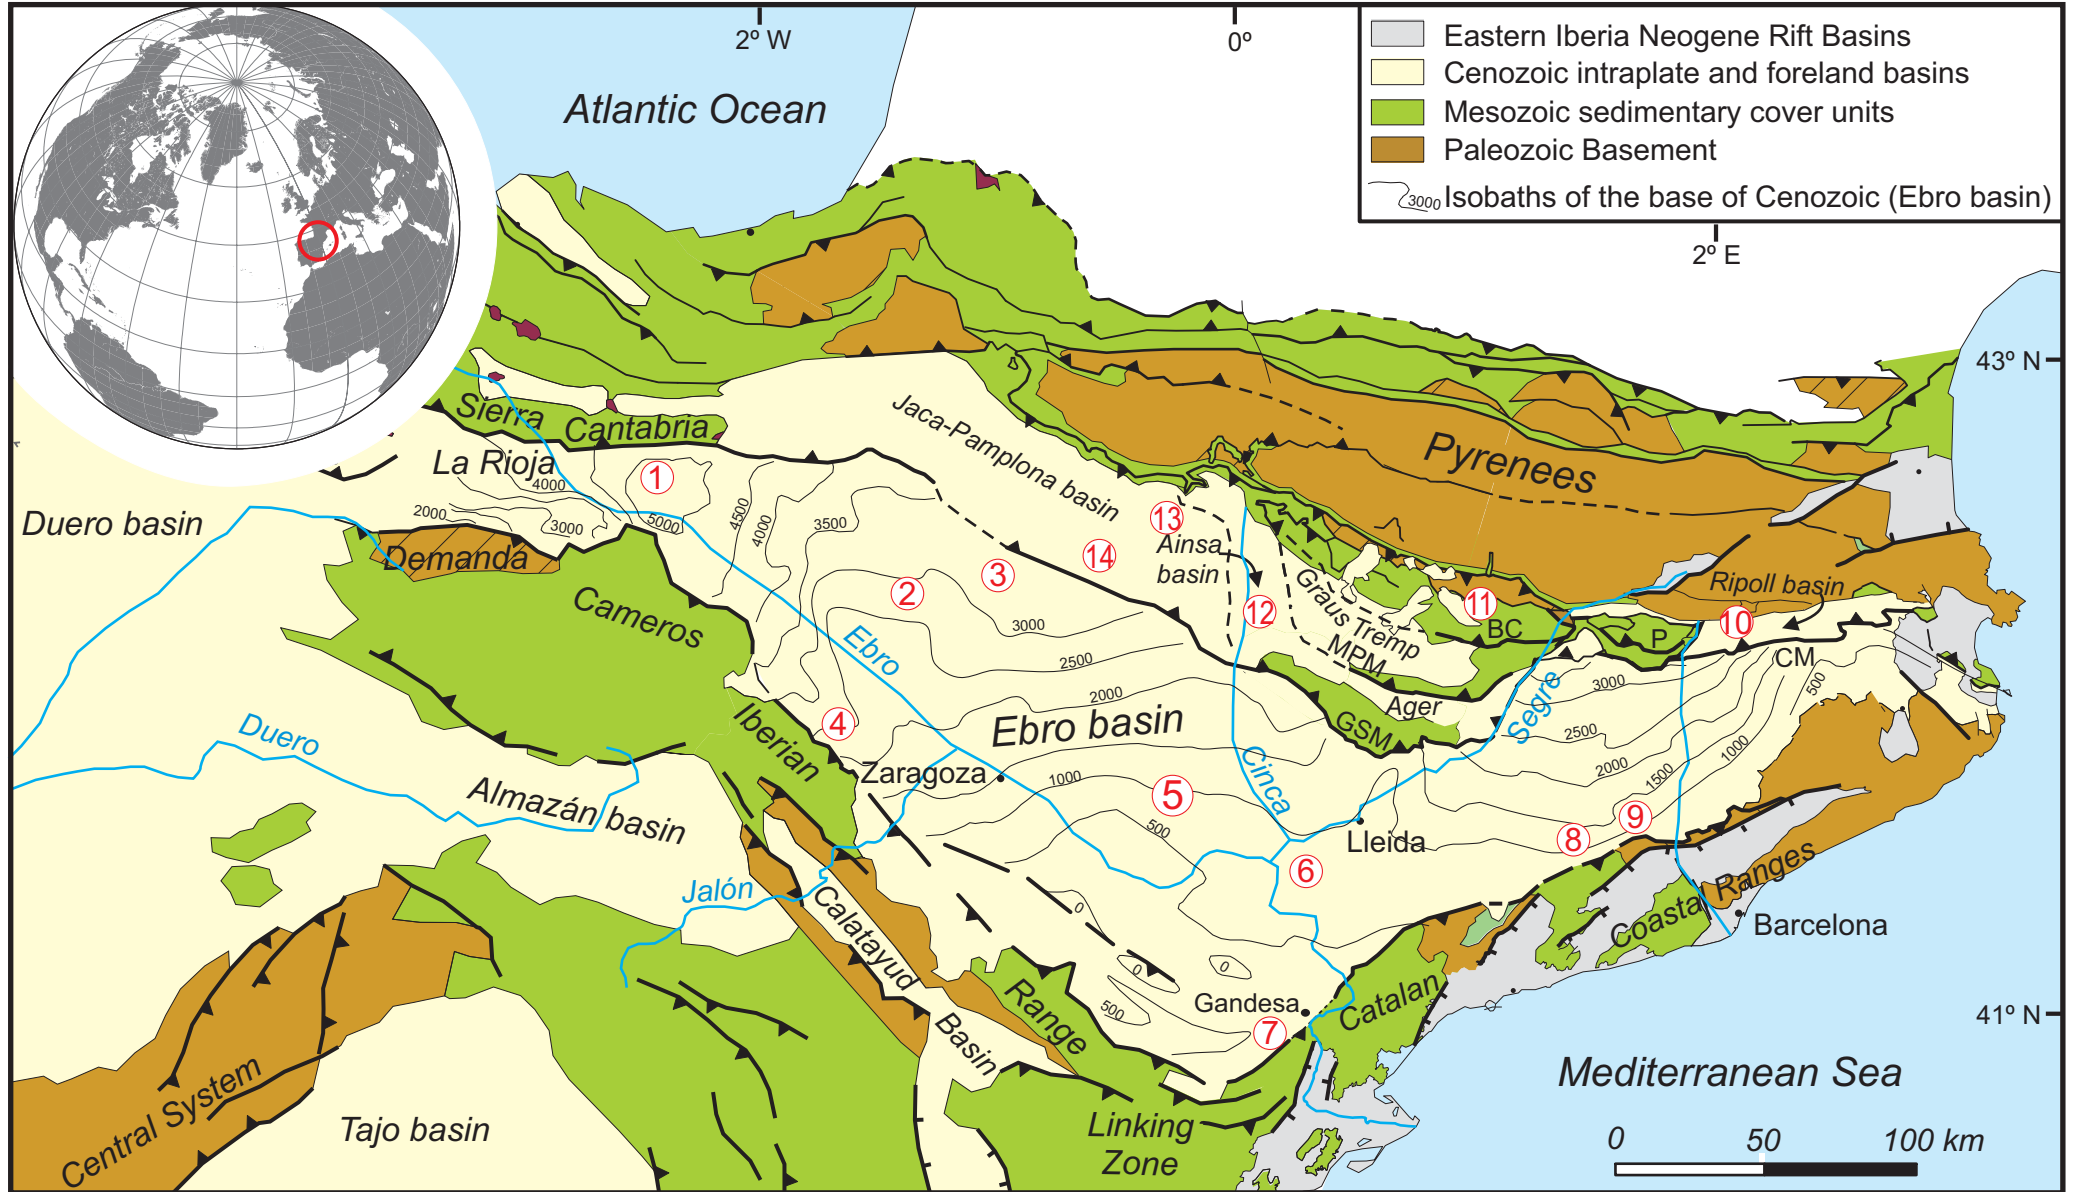 2º W
0º
Eastern Iberia Neogene Rift Basins
Cenozoic intraplate and foreland basins
Mesozoic sedimentary cover units
Paleozoic Basement
3000
Isobaths of the base of Cenozoic (Ebro basin)
Atlantic Ocean
2º E
43º N
Sierra
Cantabria
Jaca-Pamplona basin
Pyrenees
La Rioja
1
4000
2000
3000
5000
4500
4000
3500
Duero basin
Demanda
13
14
Ainsa
basin
3
2
12
Graus Tremp
MPM
11
BC
Ripoll basin
10
P
CM
Cameros
Ebro
3000
2500
2000
Ager
GSM
Segre
3000
2500
2000
1500
1000
500
4
Iberian
Ebro basin
Duero
Zaragoza
1000
5
500
Cinca
Lleida
8
9
6
Almazán basin
Jalón
Calatayud
Basin
0
0
0
500
Range
Gandesa
7
Catalan
Coastal
Ranges
Barcelona
41º N
Central System
Tajo basin
Linking
Zone
Mediterranean Sea
0
50
100 km